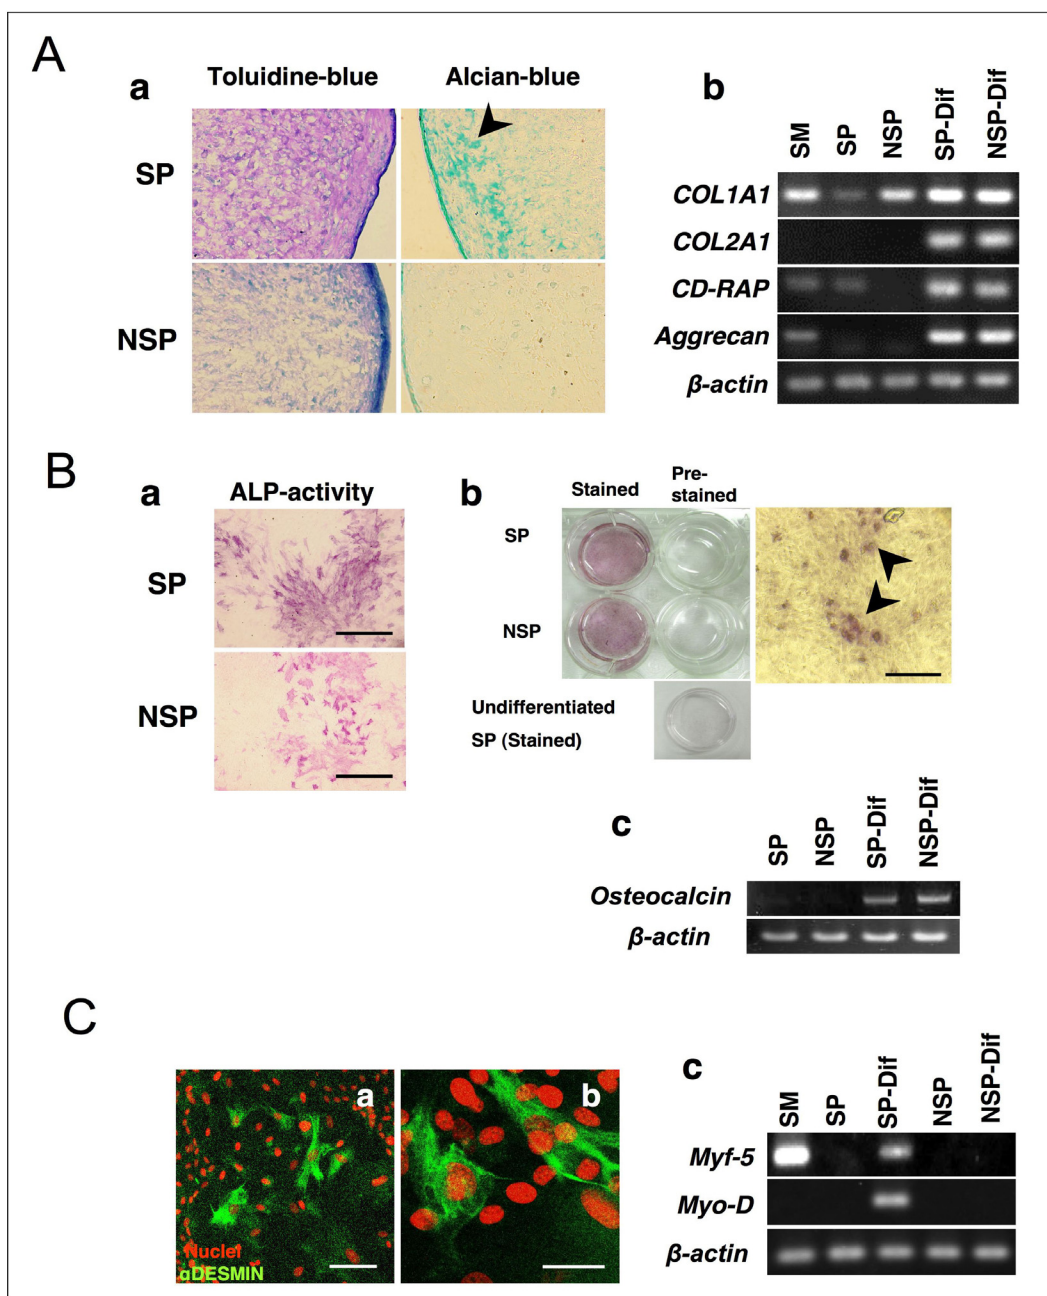 A
a
Toluidine-blue
Alcian-blue
SP
NSP
b
SM
SP
NSP
SP-Dif
NSP-Dif
COL1A1
COL2A1
CD-RAP
Aggrecan
β-actin
B
a
ALP-activity
SP
NSP
b
Stained
Pre-
stained
SP
NSP
Undifferentiated
SP (Stained)
c
SP
NSP
SP-Dif
NSP-Dif
Osteocalcin
β-actin
C
a
Nuclei
αDESMIN
b
c
SM
SP
SP-Dif
NSP
NSP-Dif
Myf-5
Myo-D
β-actin